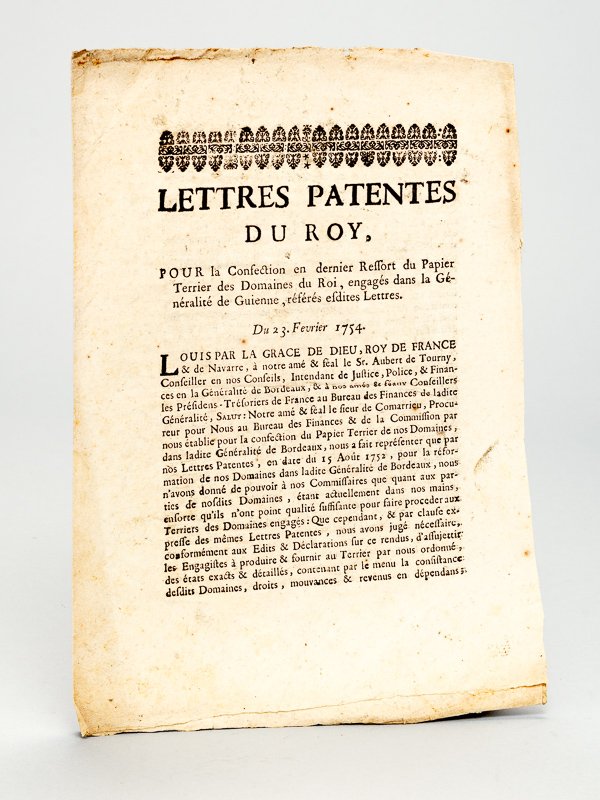 LETTRES PATENTES
DU ROY,
POUR la Confection en dernier Ressort du Papier
Terrier des Domaines du Roi, engagés dans la Gé-
néralité de Guienne, référés esdites Lettres.
Du 23. Fevrier 1754.
LOUIS PAR LA GRACE DE DIEU, ROY DE FRANCE
& de Navarre, à notre amé & féal le Sr. Aubert de Tourny,
Conseiller en nos Conseils, Intendant de Justice, Police, & Finan-
ces en la Généralité de Bordeaux, & à nos amés & féaux Conseillers
les Présidens-Trésoriers de France au Bureau des Finances de ladite
Généralité, SALUT: Notre amé & féal le sieur de Comarrieu, Procu-
reur pour Nous au Bureau des Finances & de la Commission par
nous établie pour la confection du Papier Terrier de nos Domaines,
dans ladite Généralité de Bordeaux, nous a fait représenter que par
nos Lettres Patentes, en date du 15 Août 1752, pour la réfor-
mation de nos Domaines dans ladite Généralité de Bordeaux, nous
n'avons donné de pouvoir à nos Commissaires que quant aux par-
ties de nosdits Domaines, étant actuellement dans nos mains,
ensorte qu'ils n'ont point qualité suffisante pour faire proceder aux
Terriers des Domaines engagés: Que cependant, & par clause ex-
presse des mêmes Lettres Patentes, nous avons jugé nécessaire,
conformément aux Edits & Déclarations sur ce rendus, d'assujettir
les Engagistes à produire & fournir au Terrier par nous ordonné,
des états exacts & détaillés, contenant par le menu la consistance
desdits Domaines, droits, mouvances & revenus en dépendans;